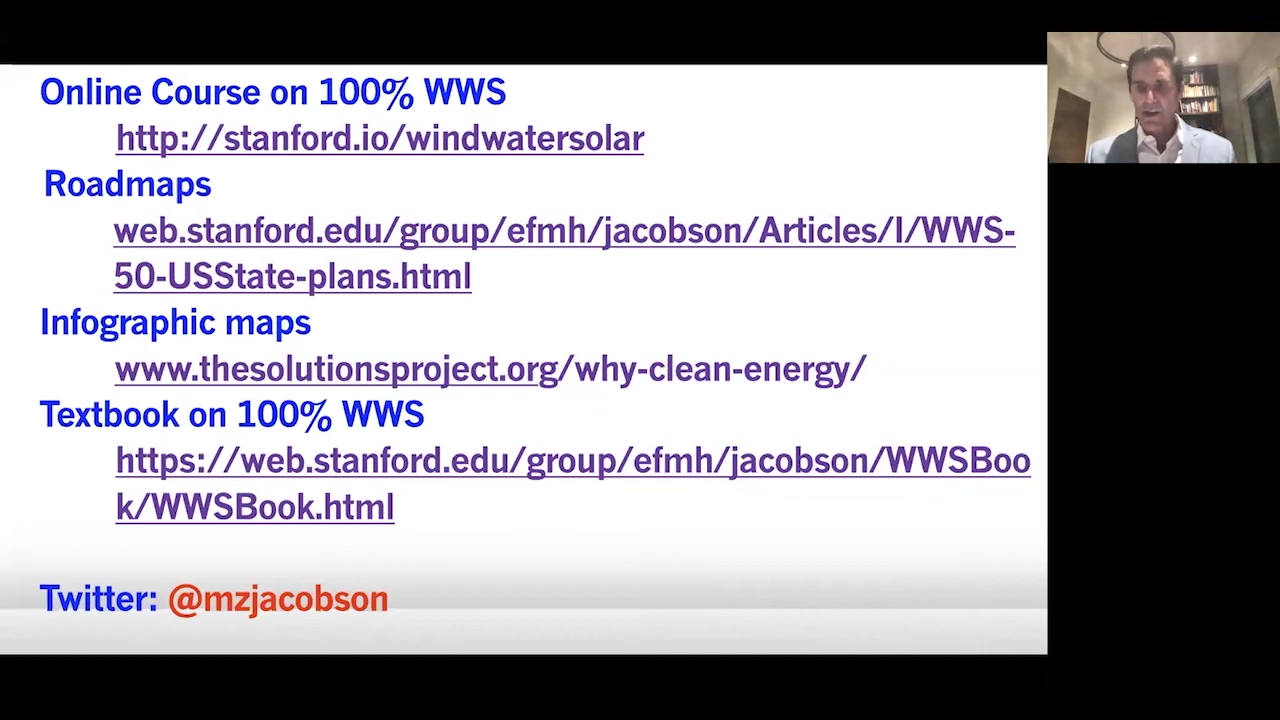 Online Course on 100% WWS
http://stanford.io/windwatersolar
Roadmaps
web.stanford.edu/group/efmh/jacobson/Articles/I/WWS-
50-USState-plans.html
Infographic maps
www.thesolutionsproject.org/why-clean-energy/
Textbook on 100% WWS
https://web.stanford.edu/group/efmh/jacobson/WWSBoo
k/WWSBook.html
Twitter: @mzjacobson